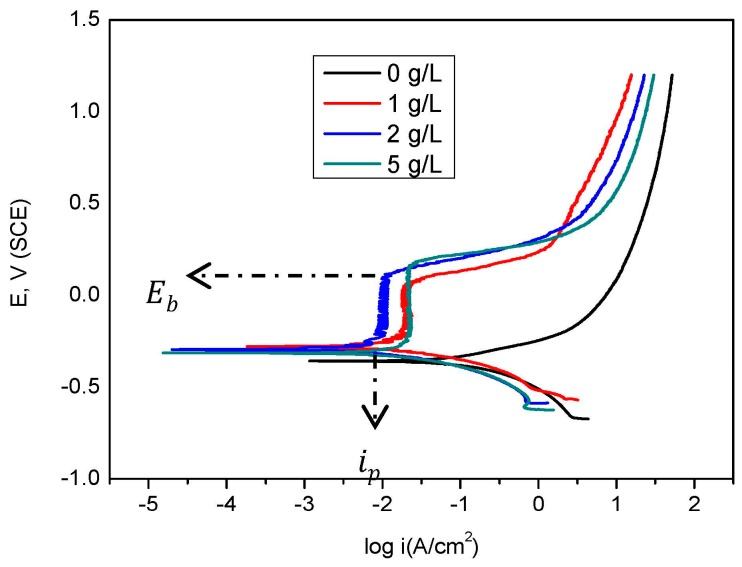 1.5
1.0
0.5
0.0
-0.5
-1.0
E, V (SCE)
0 g/L
1 g/L
2 g/L
5 g/L
E_b
i_p
-5 -4 -3 -2 -1 0 1 2
log i(A/cm²)